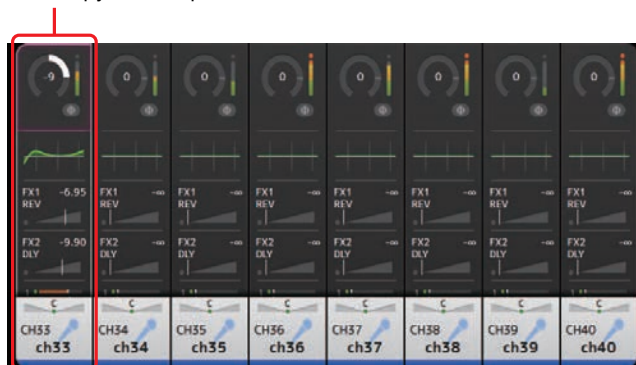 -9 0 0 0 0 0 0 0
FX1 -6.95 FX1 -∞ FX1 -∞ FX1 -∞ FX1 -∞ FX1 -∞ FX1 -∞ FX1 -∞
REV REV REV REV REV REV REV REV
FX2 -9.90 FX2 -∞ FX2 -∞ FX2 -∞ FX2 -∞ FX2 -∞ FX2 -∞ FX2 -∞
DLY DLY DLY DLY DLY DLY DLY DLY
C C C C C C C C
CH33 CH34 CH35 CH36 CH37 CH38 CH39 CH40
ch33 ch34 ch35 ch36 ch37 ch38 ch39 ch40